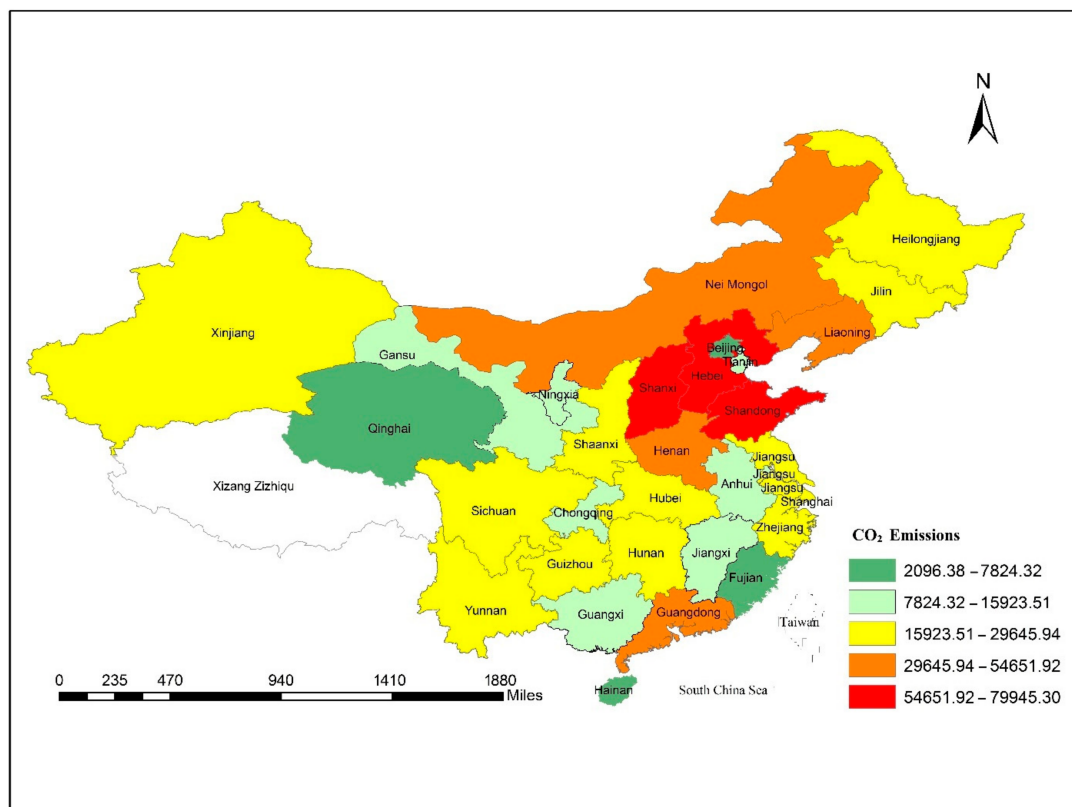 N
Heilongjiang
Nei Mongol
Jilin
Xinjiang
Liaoning
Beijing
Gansu
Tianjin
Hebei
Shanxi
Ningxia
Shandong
Qinghai
Shaanxi
Henan
Jiangsu
Jiangsu
Anhui
Xizang Zizhiqu
Jiangsu
Hubei
Shanghai
Sichuan
Chongqing
Zhejiang
CO₂ Emissions
Jiangxi
Hunan
Guizhou
2096.38 – 7824.32
Fujian
7824.32 – 15923.51
Yunnan
Guangxi
Guangdong
Taiwan
15923.51 – 29645.94
29645.94 – 54651.92
0 235 470 940 1410 1880
Miles
Hainan
South China Sea
54651.92 – 79945.30